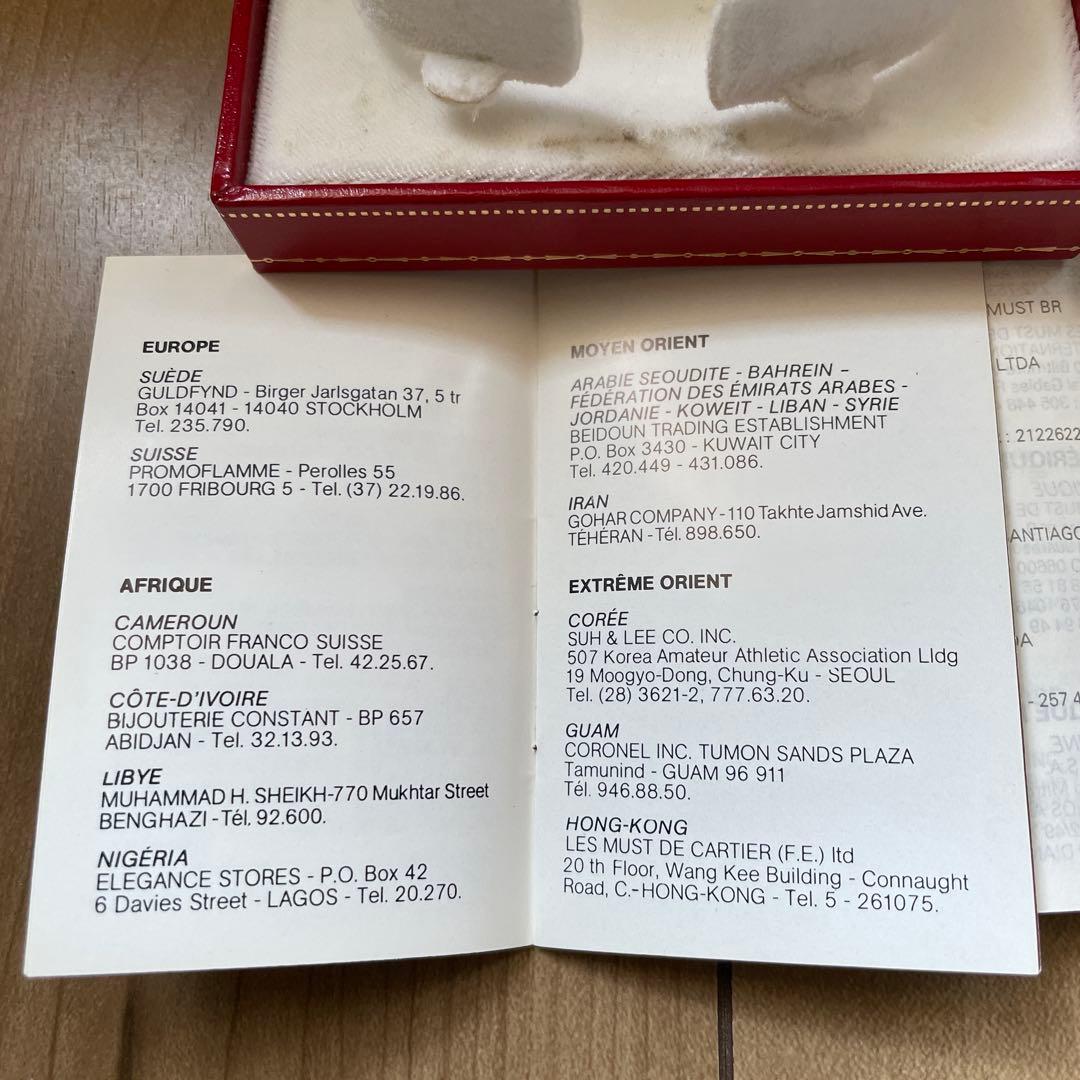 EUROPE
SUÈDE
GULDFYND - Birger Jarlsgatan 37, 5 tr
Box 14041 - 14040 STOCKHOLM
Tel. 235.790.
SUISSE
PROMOFLAMME - Perolles 55
1700 FRIBOURG 5 - Tel. (37) 22.19.86.
AFRIQUE
CAMEROUN
COMPTOIR FRANCO SUISSE
BP 1038 - DOUALA - Tel. 42.25.67.
CÔTE-D'IVOIRE
BIJOUTERIE CONSTANT - BP 657
ABIDJAN - Tel. 32.13.93.
LIBYE
MUHAMMAD H. SHEIKH-770 Mukhtar Street
BENGHAZI - Tél. 92.600.
NIGÉRIA
ELEGANCE STORES - P.O. Box 42
6 Davies Street - LAGOS - Tel. 20.270.
MOYEN ORIENT
ARABIE SEOUDITE - BAHREIN -
FÉDÉRATION DES ÉMIRATS ARABES -
JORDANIE - KOWEIT - LIBAN - SYRIE
BEIDOUN TRADING ESTABLISHMENT
P.O. Box 3430 - KUWAIT CITY
Tel. 420.449 - 431.086.
IRAN
GOHAR COMPANY - 110 Takhte Jamshid Ave.
TÉHÉRAN - Tél. 898.650.
EXTRÊME ORIENT
CORÉE
SUH & LEE CO. INC.
507 Korea Amateur Athletic Association Lldg
19 Moogyo-Dong, Chung-Ku - SEOUL
Tel. (28) 3621-2, 777.63.20.
GUAM
CORONEL INC. TUMON SANDS PLAZA
Tamunind - GUAM 96 911
Tél. 946.88.50.
HONG-KONG
LES MUST DE CARTIER (F.E.) ltd
20 th Floor, Wang Kee Building - Connaught
Road, C.-HONG-KONG - Tel. 5 - 261075.
MUST BR
LTDA
: 2122622
ANTIAGO
DA
- 257 4